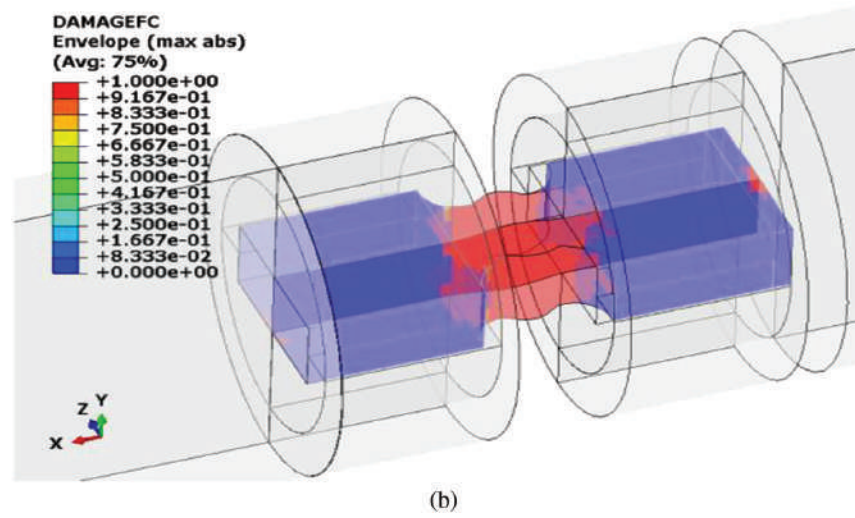 DAMAGEFC
Envelope (max abs)
(Avg: 75%)
+1.000e+00
+9.167e-01
+8.333e-01
+7.500e-01
+6.667e-01
+5.833e-01
+5.000e-01
+4.167e-01
+3.333e-01
+2.500e-01
+1.667e-01
+8.333e-02
+0.000e+00
Z Y
X
(b)